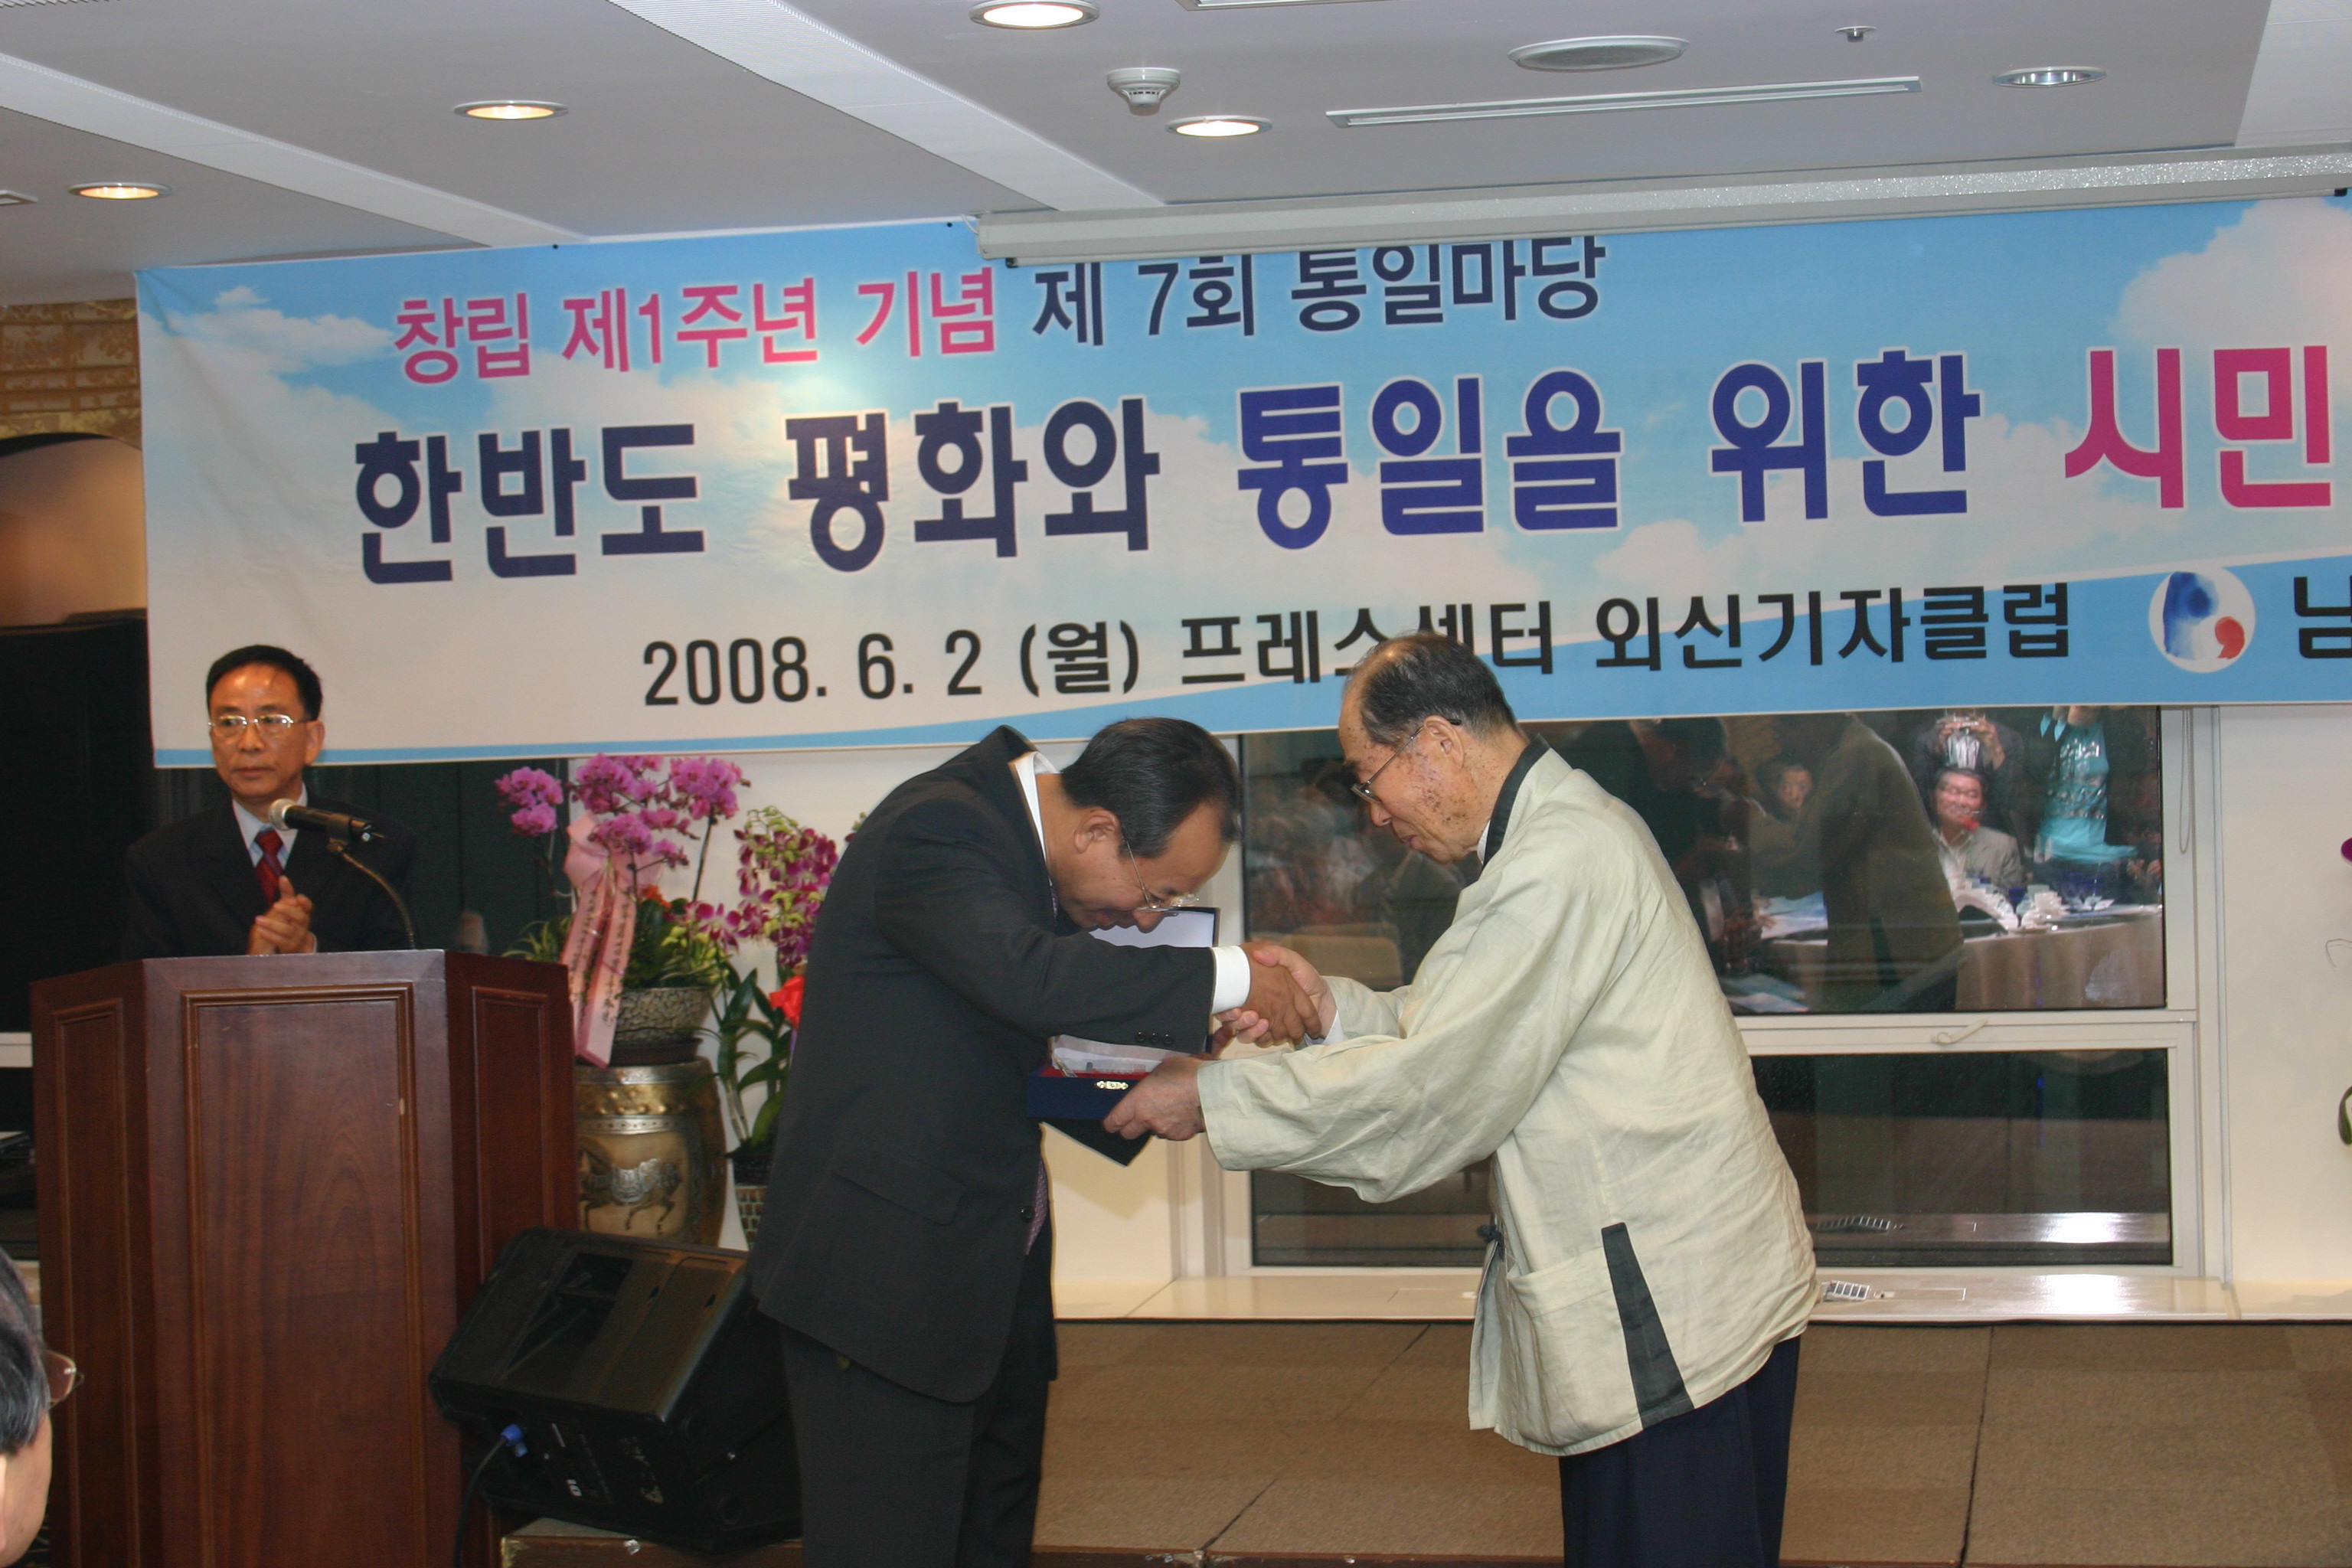 창립 제1주년 기념 제 7회 통일마당
한반도 평화와 통일을 위한 시민
2008. 6. 2 (월) 프레스센터 외신기자클럽